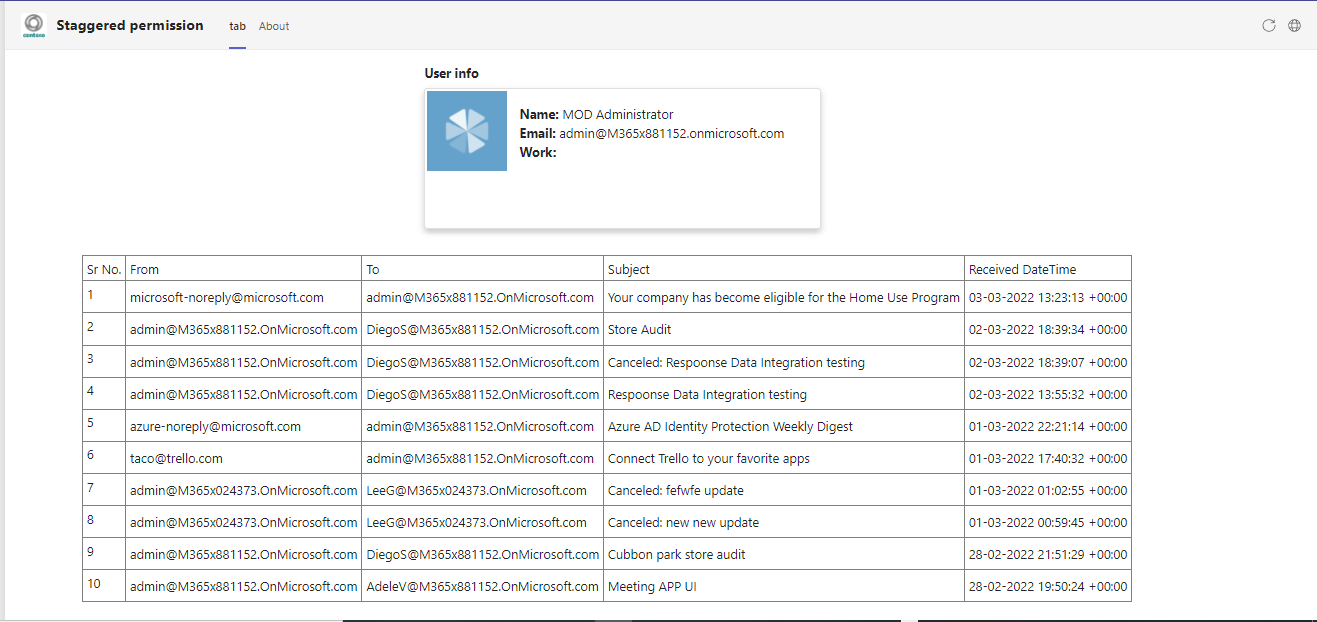 contoso
Staggered permission tab About
User info
Name: MOD Administrator
Email: admin@M365x881152.onmicrosoft.com
Work:
Sr No. From To Subject Received DateTime
1 microsoft-noreply@microsoft.com admin@M365x881152.OnMicrosoft.com Your company has become eligible for the Home Use Program 03-03-2022 13:23:13 +00:00
2 admin@M365x881152.OnMicrosoft.com DiegoS@M365x881152.OnMicrosoft.com Store Audit 02-03-2022 18:39:34 +00:00
3 admin@M365x881152.OnMicrosoft.com DiegoS@M365x881152.OnMicrosoft.com Canceled: Respoonse Data Integration testing 02-03-2022 18:39:07 +00:00
4 admin@M365x881152.OnMicrosoft.com DiegoS@M365x881152.OnMicrosoft.com Respoonse Data Integration testing 02-03-2022 13:55:32 +00:00
5 azure-noreply@microsoft.com admin@M365x881152.OnMicrosoft.com Azure AD Identity Protection Weekly Digest 01-03-2022 22:21:14 +00:00
6 taco@trello.com admin@M365x881152.OnMicrosoft.com Connect Trello to your favorite apps 01-03-2022 17:40:32 +00:00
7 admin@M365x024373.OnMicrosoft.com LeeG@M365x024373.OnMicrosoft.com Canceled: fefwfe update 01-03-2022 01:02:55 +00:00
8 admin@M365x024373.OnMicrosoft.com LeeG@M365x024373.OnMicrosoft.com Canceled: new new update 01-03-2022 00:59:45 +00:00
9 admin@M365x881152.OnMicrosoft.com DiegoS@M365x881152.OnMicrosoft.com Cubbon park store audit 28-02-2022 21:51:29 +00:00
10 admin@M365x881152.OnMicrosoft.com AdeleV@M365x881152.OnMicrosoft.com Meeting APP UI 28-02-2022 19:50:24 +00:00